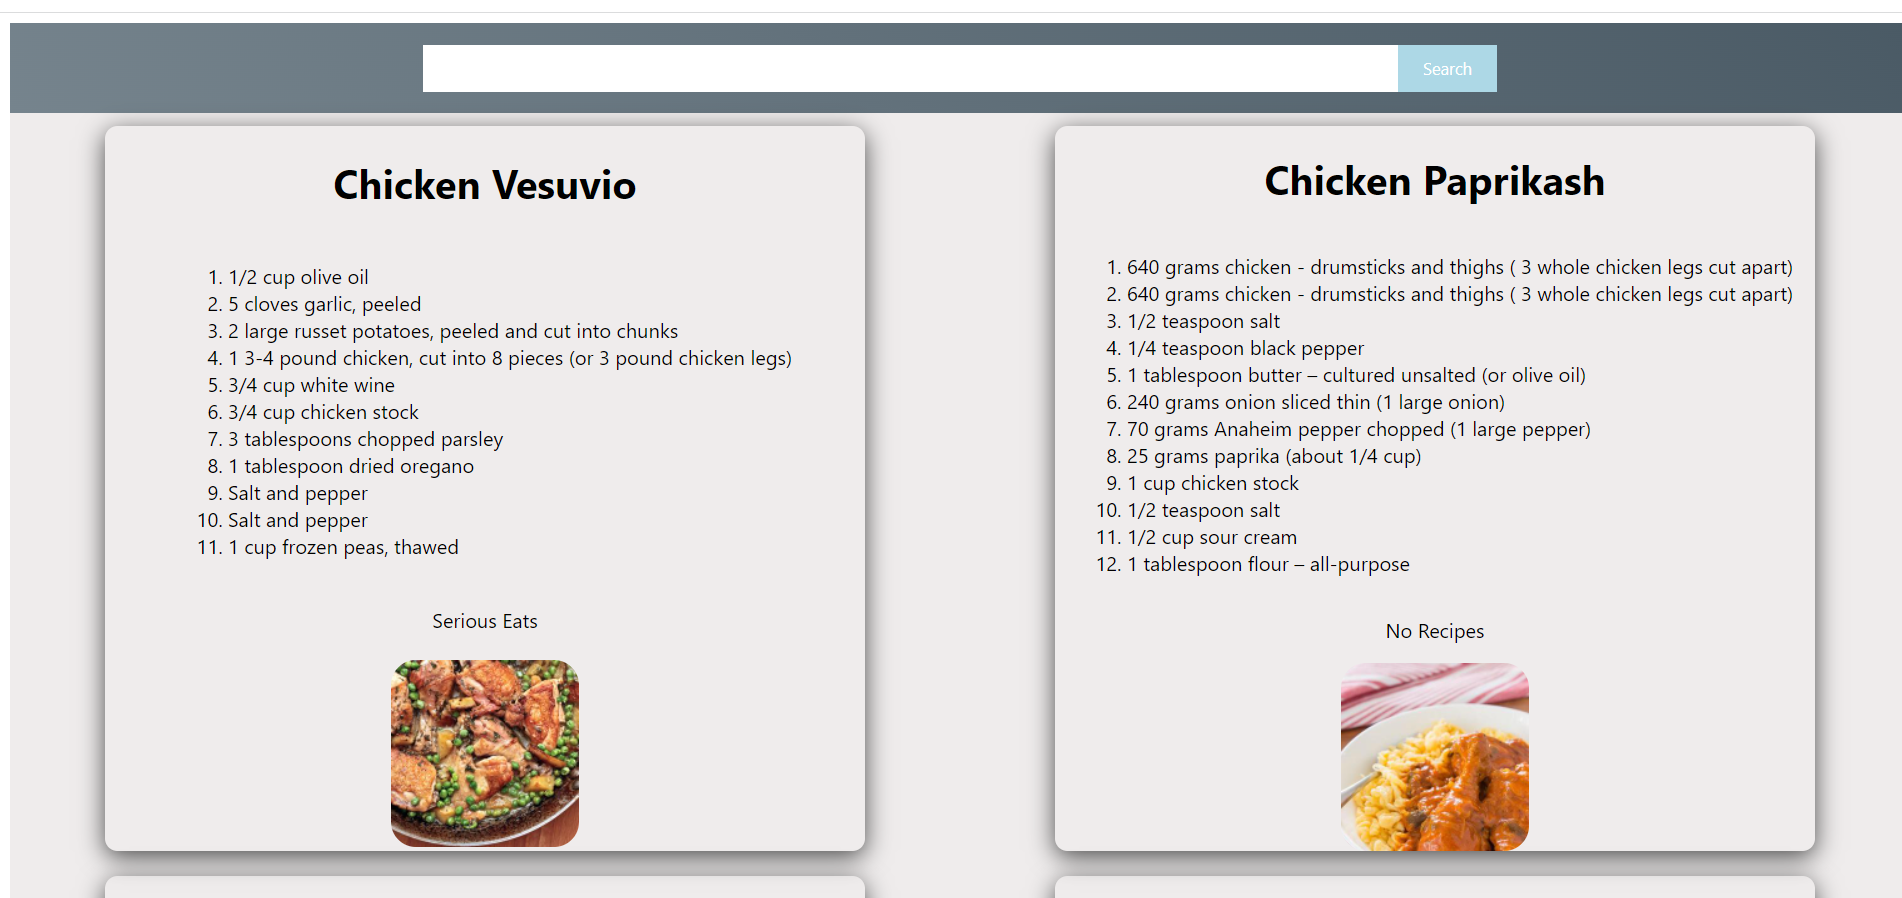 Search
Chicken Vesuvio
1. 1/2 cup olive oil
2. 5 cloves garlic, peeled
3. 2 large russet potatoes, peeled and cut into chunks
4. 1 3-4 pound chicken, cut into 8 pieces (or 3 pound chicken legs)
5. 3/4 cup white wine
6. 3/4 cup chicken stock
7. 3 tablespoons chopped parsley
8. 1 tablespoon dried oregano
9. Salt and pepper
10. Salt and pepper
11. 1 cup frozen peas, thawed
Serious Eats
Chicken Paprikash
1. 640 grams chicken - drumsticks and thighs ( 3 whole chicken legs cut apart)
2. 640 grams chicken - drumsticks and thighs ( 3 whole chicken legs cut apart)
3. 1/2 teaspoon salt
4. 1/4 teaspoon black pepper
5. 1 tablespoon butter – cultured unsalted (or olive oil)
6. 240 grams onion sliced thin (1 large onion)
7. 70 grams Anaheim pepper chopped (1 large pepper)
8. 25 grams paprika (about 1/4 cup)
9. 1 cup chicken stock
10. 1/2 teaspoon salt
11. 1/2 cup sour cream
12. 1 tablespoon flour – all-purpose
No Recipes